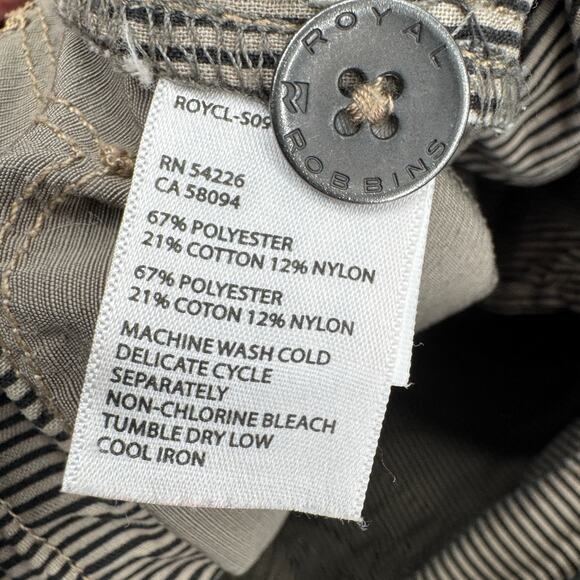 ROYAL
ROBBINS
ROYCL-S09
RN 54226
CA 58094
67% POLYESTER
21% COTTON 12% NYLON
67% POLYESTER
21% COTON 12% NYLON
MACHINE WASH COLD
DELICATE CYCLE
SEPARATELY
NON-CHLORINE BLEACH
TUMBLE DRY LOW
COOL IRON